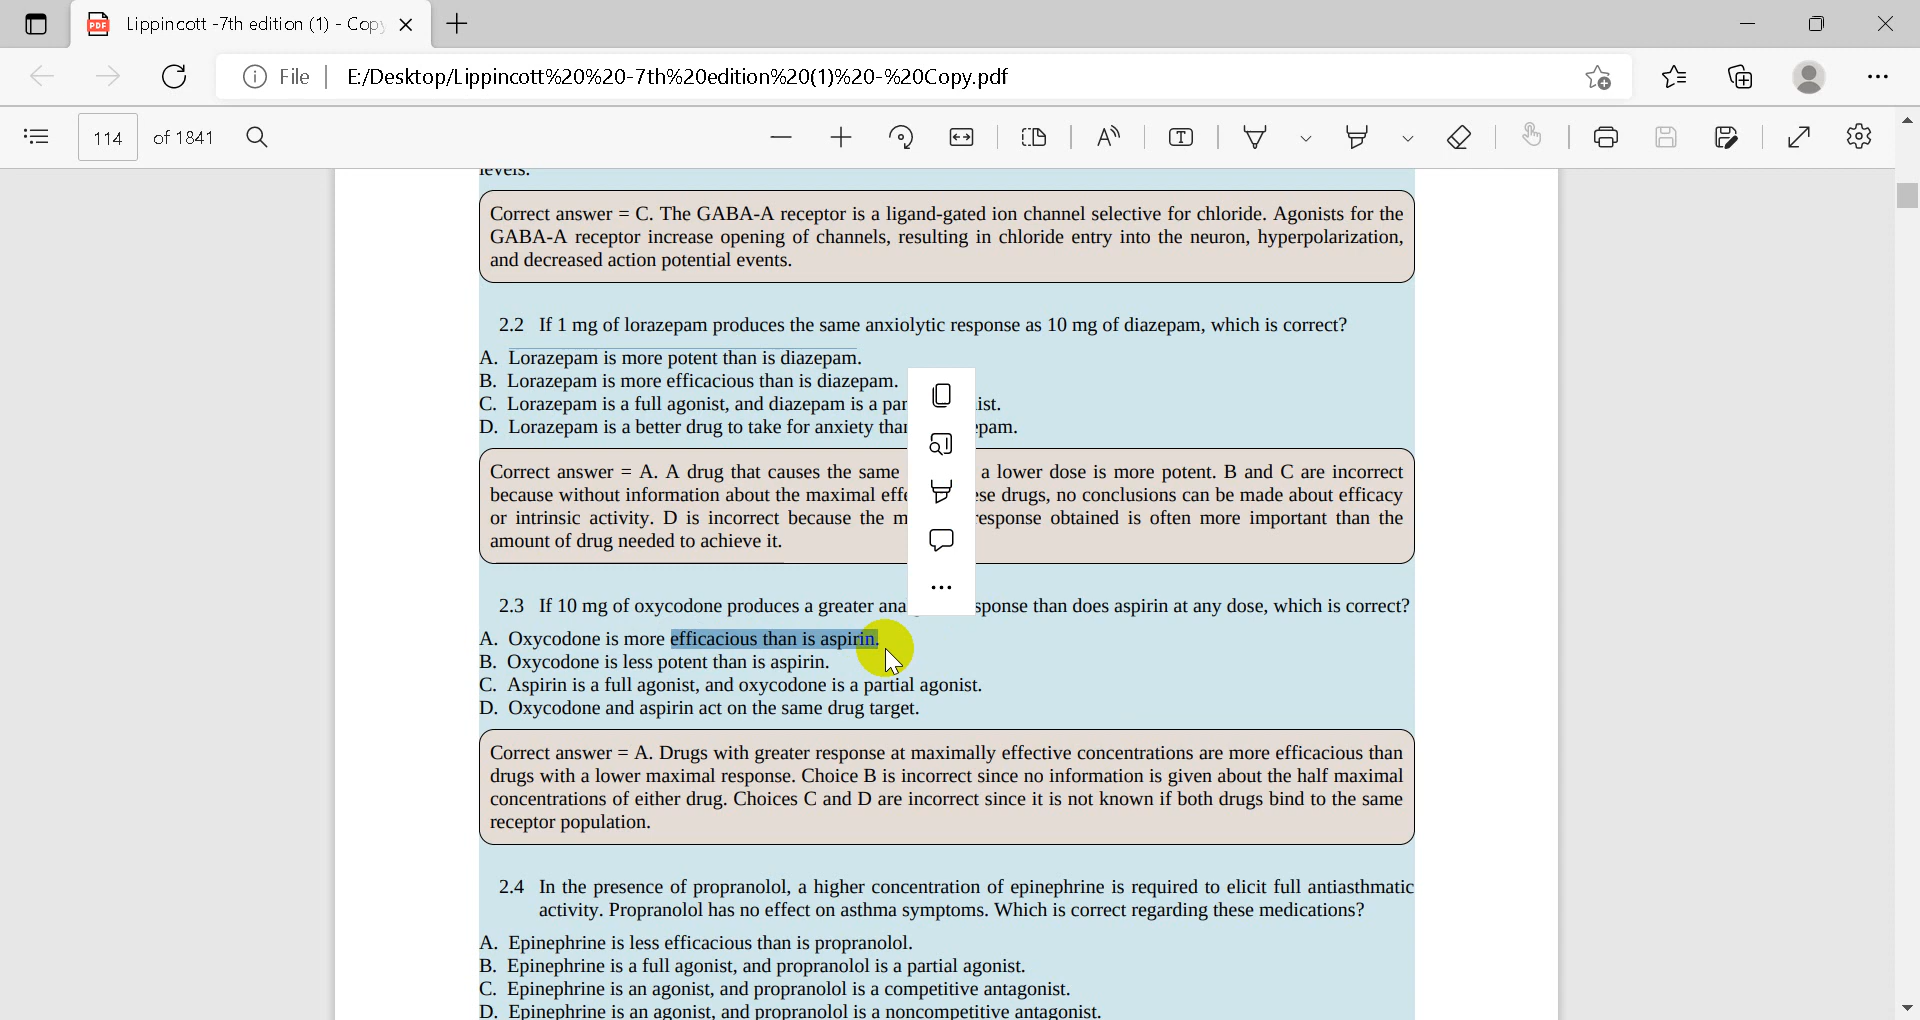 Lippincott -7th edition (1) - Copy
File
E:/Desktop/Lippincott%20%20-7th%20edition%20(1)%20-%20Copy.pdf
114 of 1841
levels.
Correct answer = C. The GABA-A receptor is a ligand-gated ion channel selective for chloride. Agonists for the
GABA-A receptor increase opening of channels, resulting in chloride entry into the neuron, hyperpolarization,
and decreased action potential events.
2.2 If 1 mg of lorazepam produces the same anxiolytic response as 10 mg of diazepam, which is correct?
A. Lorazepam is more potent than is diazepam.
B. Lorazepam is more efficacious than is diazepam.
C. Lorazepam is a full agonist, and diazepam is a par ist.
D. Lorazepam is a better drug to take for anxiety than epam.
Correct answer = A. A drug that causes the same a lower dose is more potent. B and C are incorrect
because without information about the maximal effe ese drugs, no conclusions can be made about efficacy
or intrinsic activity. D is incorrect because the m response obtained is often more important than the
amount of drug needed to achieve it.
2.3 If 10 mg of oxycodone produces a greater ana sponse than does aspirin at any dose, which is correct?
A. Oxycodone is more efficacious than is aspirin.
B. Oxycodone is less potent than is aspirin.
C. Aspirin is a full agonist, and oxycodone is a partial agonist.
D. Oxycodone and aspirin act on the same drug target.
Correct answer = A. Drugs with greater response at maximally effective concentrations are more efficacious than
drugs with a lower maximal response. Choice B is incorrect since no information is given about the half maximal
concentrations of either drug. Choices C and D are incorrect since it is not known if both drugs bind to the same
receptor population.
2.4 In the presence of propranolol, a higher concentration of epinephrine is required to elicit full antiasthmatic
activity. Propranolol has no effect on asthma symptoms. Which is correct regarding these medications?
A. Epinephrine is less efficacious than is propranolol.
B. Epinephrine is a full agonist, and propranolol is a partial agonist.
C. Epinephrine is an agonist, and propranolol is a competitive antagonist.
D. Epinephrine is an agonist, and propranolol is a noncompetitive antagonist.